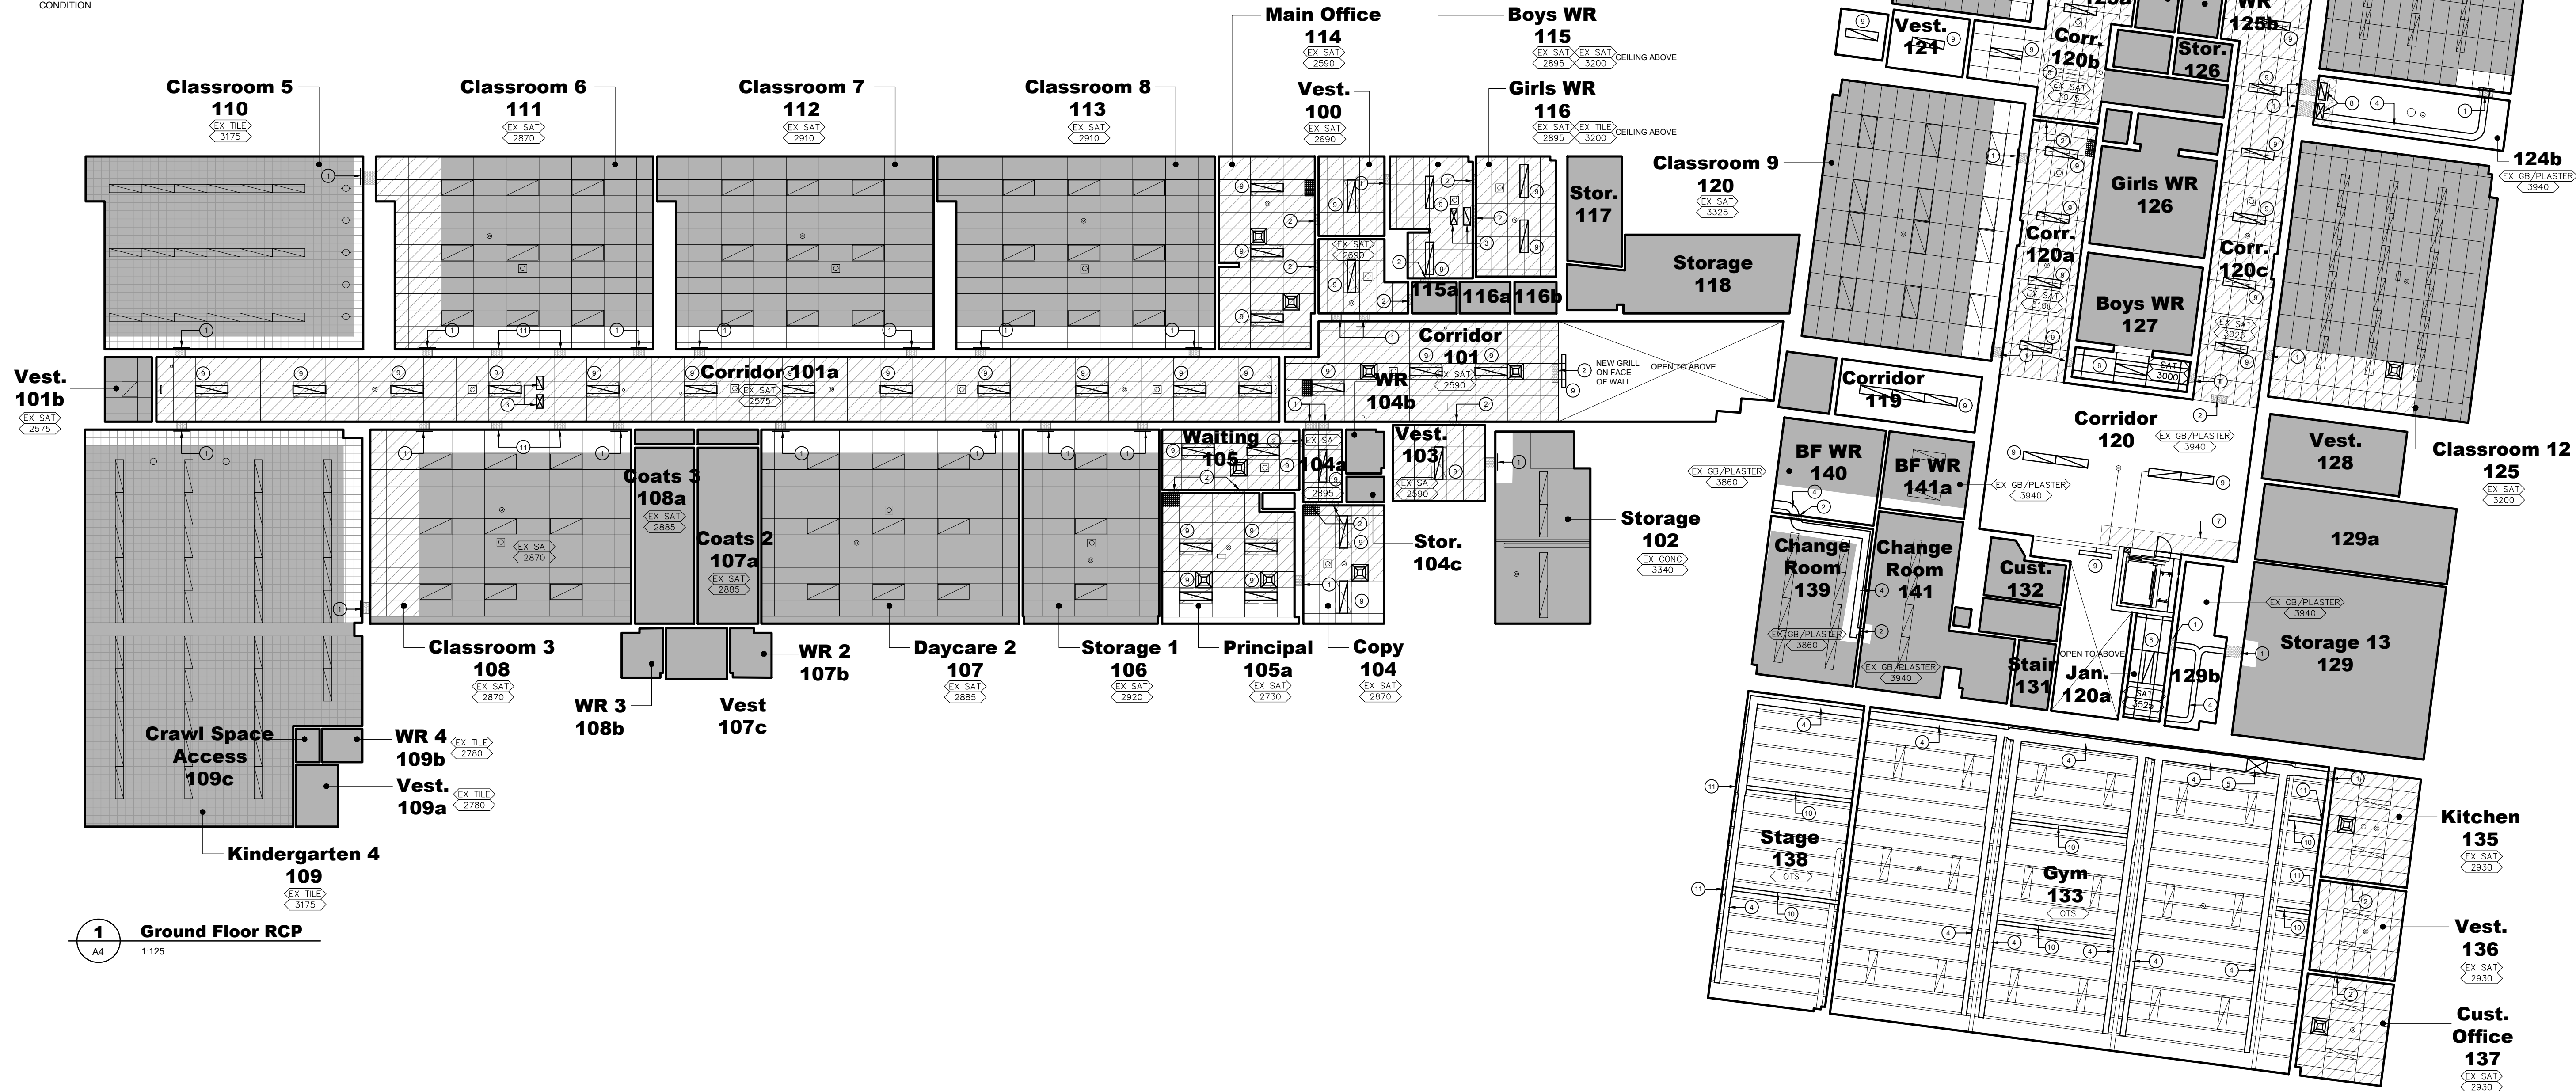 CONDITION.
Main Office
114
EX SAT
2590
Boys WR
115
EX SAT
2895
EX SAT
3200
CEILING ABOVE
Classroom 5
110
EX TILE
3175
Classroom 6
111
EX SAT
2870
Classroom 7
112
EX SAT
2910
Classroom 8
113
EX SAT
2910
Vest.
100
EX SAT
2690
Girls WR
116
EX SAT
2895
EX TILE
3200
CEILING ABOVE
Vest.
121
Corr.
120b
EX SAT
3075
WR
125b
Stor.
126
124b
EX GB/PLASTER
3940
Stor.
117
Classroom 9
120
EX SAT
3325
Girls WR
126
Corr.
120a
EX SAT
3100
Corr.
120c
EX SAT
3025
Storage
118
EX SAT
2690
115a
116a
116b
Boys WR
127
SAT
3000
Vest.
101b
EX SAT
2575
Corridor 101a
EX SAT
2575
Corridor
101
EX SAT
2590
WR
104b
NEW GRILL
ON FACE
OF WALL
OPEN TO ABOVE
Corridor
119
Corridor
120
EX GB/PLASTER
3940
Classroom 12
125
EX SAT
3200
Vest.
128
Waiting
105
EX SAT
104a
2895
Vest.
103
EX SAT
2590
BF WR
140
EX GB/PLASTER
3860
BF WR
141a
EX GB/PLASTER
3940
Coats 3
108a
EX SAT
2885
Coats 2
107a
EX SAT
2885
EX SAT
2870
Stor.
104c
Storage
102
EX CONC
3340
Change
Room
139
EX GB/PLASTER
3860
Change
Room
141
EX GB/PLASTER
3940
Cust.
132
129a
EX GB/PLASTER
3940
Storage 13
129
Stair
131
OPEN TO ABOVE
Jan.
120a
SAT
3525
129b
Classroom 3
108
EX SAT
2870
WR 3
108b
WR 2
107b
Vest
107c
Daycare 2
107
EX SAT
2885
Storage 1
106
EX SAT
2920
Principal
105a
EX SAT
2730
Copy
104
EX SAT
2870
Crawl Space
Access
109c
WR 4
109b
EX TILE
2780
Vest.
109a
EX TILE
2780
Kindergarten 4
109
EX TILE
3175
Stage
138
OTS
Gym
133
OTS
Kitchen
135
EX SAT
2930
Vest.
136
EX SAT
2930
Cust.
Office
137
EX SAT
2930
1
A4
Ground Floor RCP
1:125